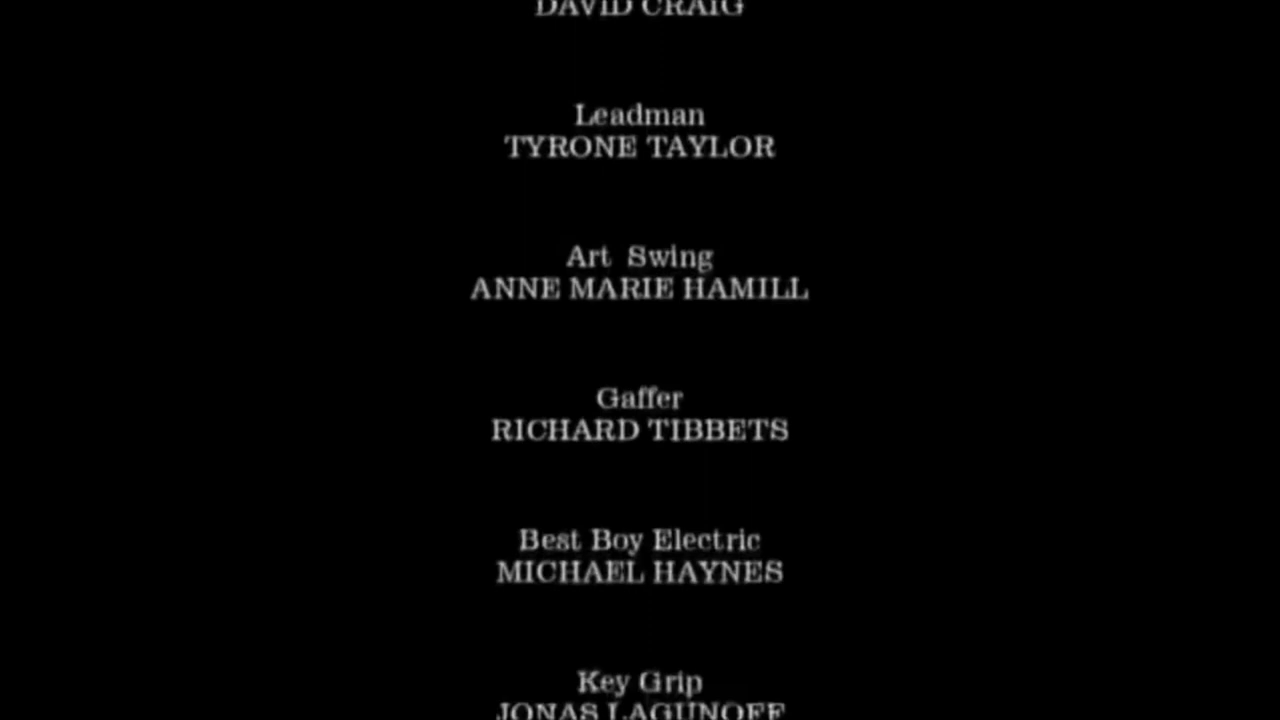 DAVID CRAIG
Leadman
TYRONE TAYLOR
Art Swing
ANNE MARIE HAMILL
Gaffer
RICHARD TIBBETS
Best Boy Electric
MICHAEL HAYNES
Key Grip
JONAS LAGUNOFF